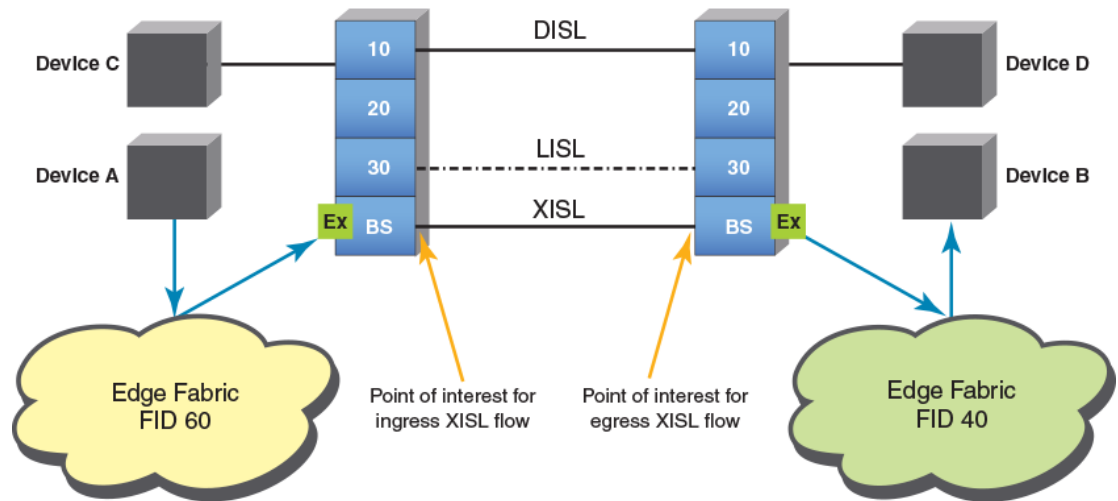 DISL
10
10
Device C
Device D
20
20
LISL
Device A
30
30
Device B
XISL
Ex
BS
BS
Ex
Edge Fabric
FID 60
Point of interest for
ingress XISL flow
Point of interest for
egress XISL flow
Edge Fabric
FID 40